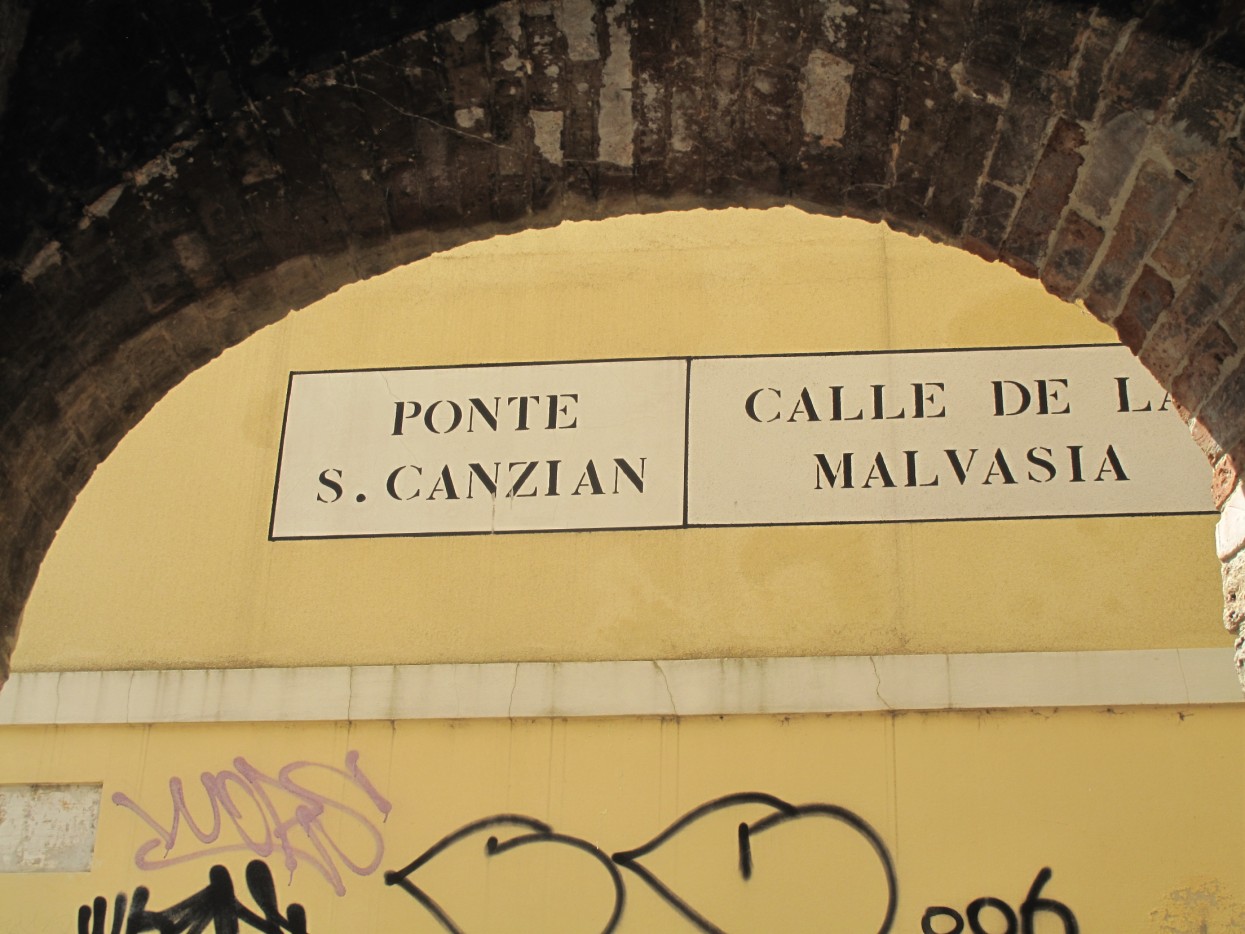 PONTE
S. CANZIAN
CALLE DE LA
MALVASIA